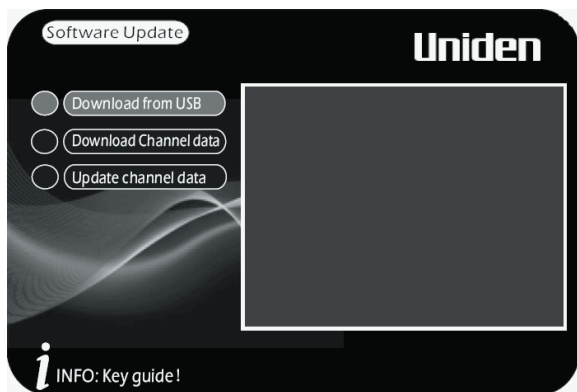 Software Update
Uniden
Download from USB
Download Channel data
Update channel data
i INFO: Key guide!